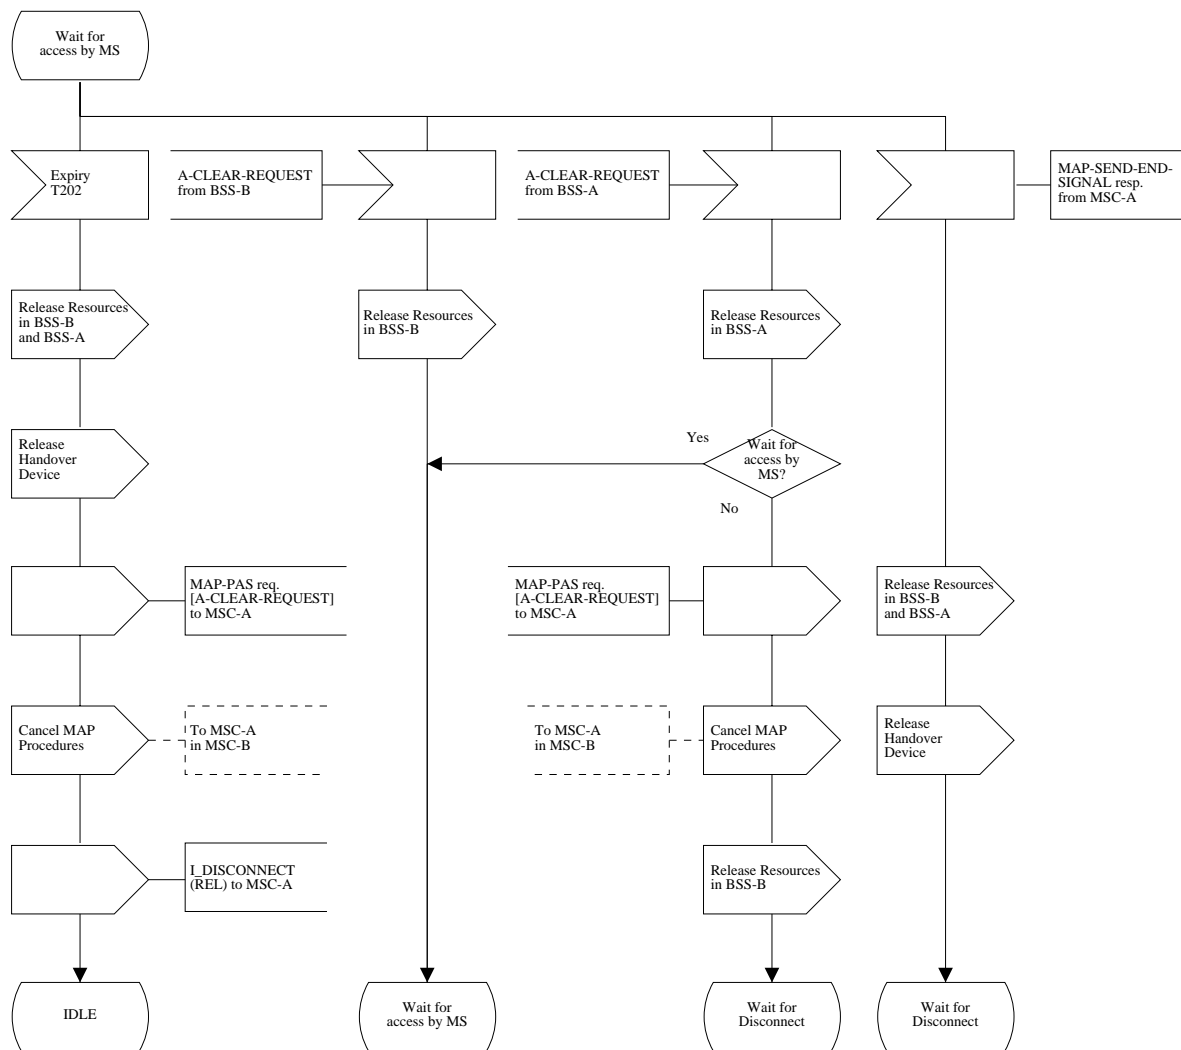 Wait for
access by MS
Expiry
T202
A-CLEAR-REQUEST
from BSS-B
A-CLEAR-REQUEST
from BSS-A
MAP-SEND-END-
SIGNAL resp.
from MSC-A
Release Resources
in BSS-B
and BSS-A
Release Resources
in BSS-B
Release Resources
in BSS-A
Release
Handover
Device
Yes
Wait for
access by
MS?
No
MAP-PAS req.
[A-CLEAR-REQUEST]
to MSC-A
MAP-PAS req.
[A-CLEAR-REQUEST]
to MSC-A
Release Resources
in BSS-B
and BSS-A
Cancel MAP
Procedures
To MSC-A
in MSC-B
To MSC-A
in MSC-B
Cancel MAP
Procedures
Release
Handover
Device
I_DISCONNECT
(REL) to MSC-A
Release Resources
in BSS-B
IDLE
Wait for
access by MS
Wait for
Disconnect
Wait for
Disconnect